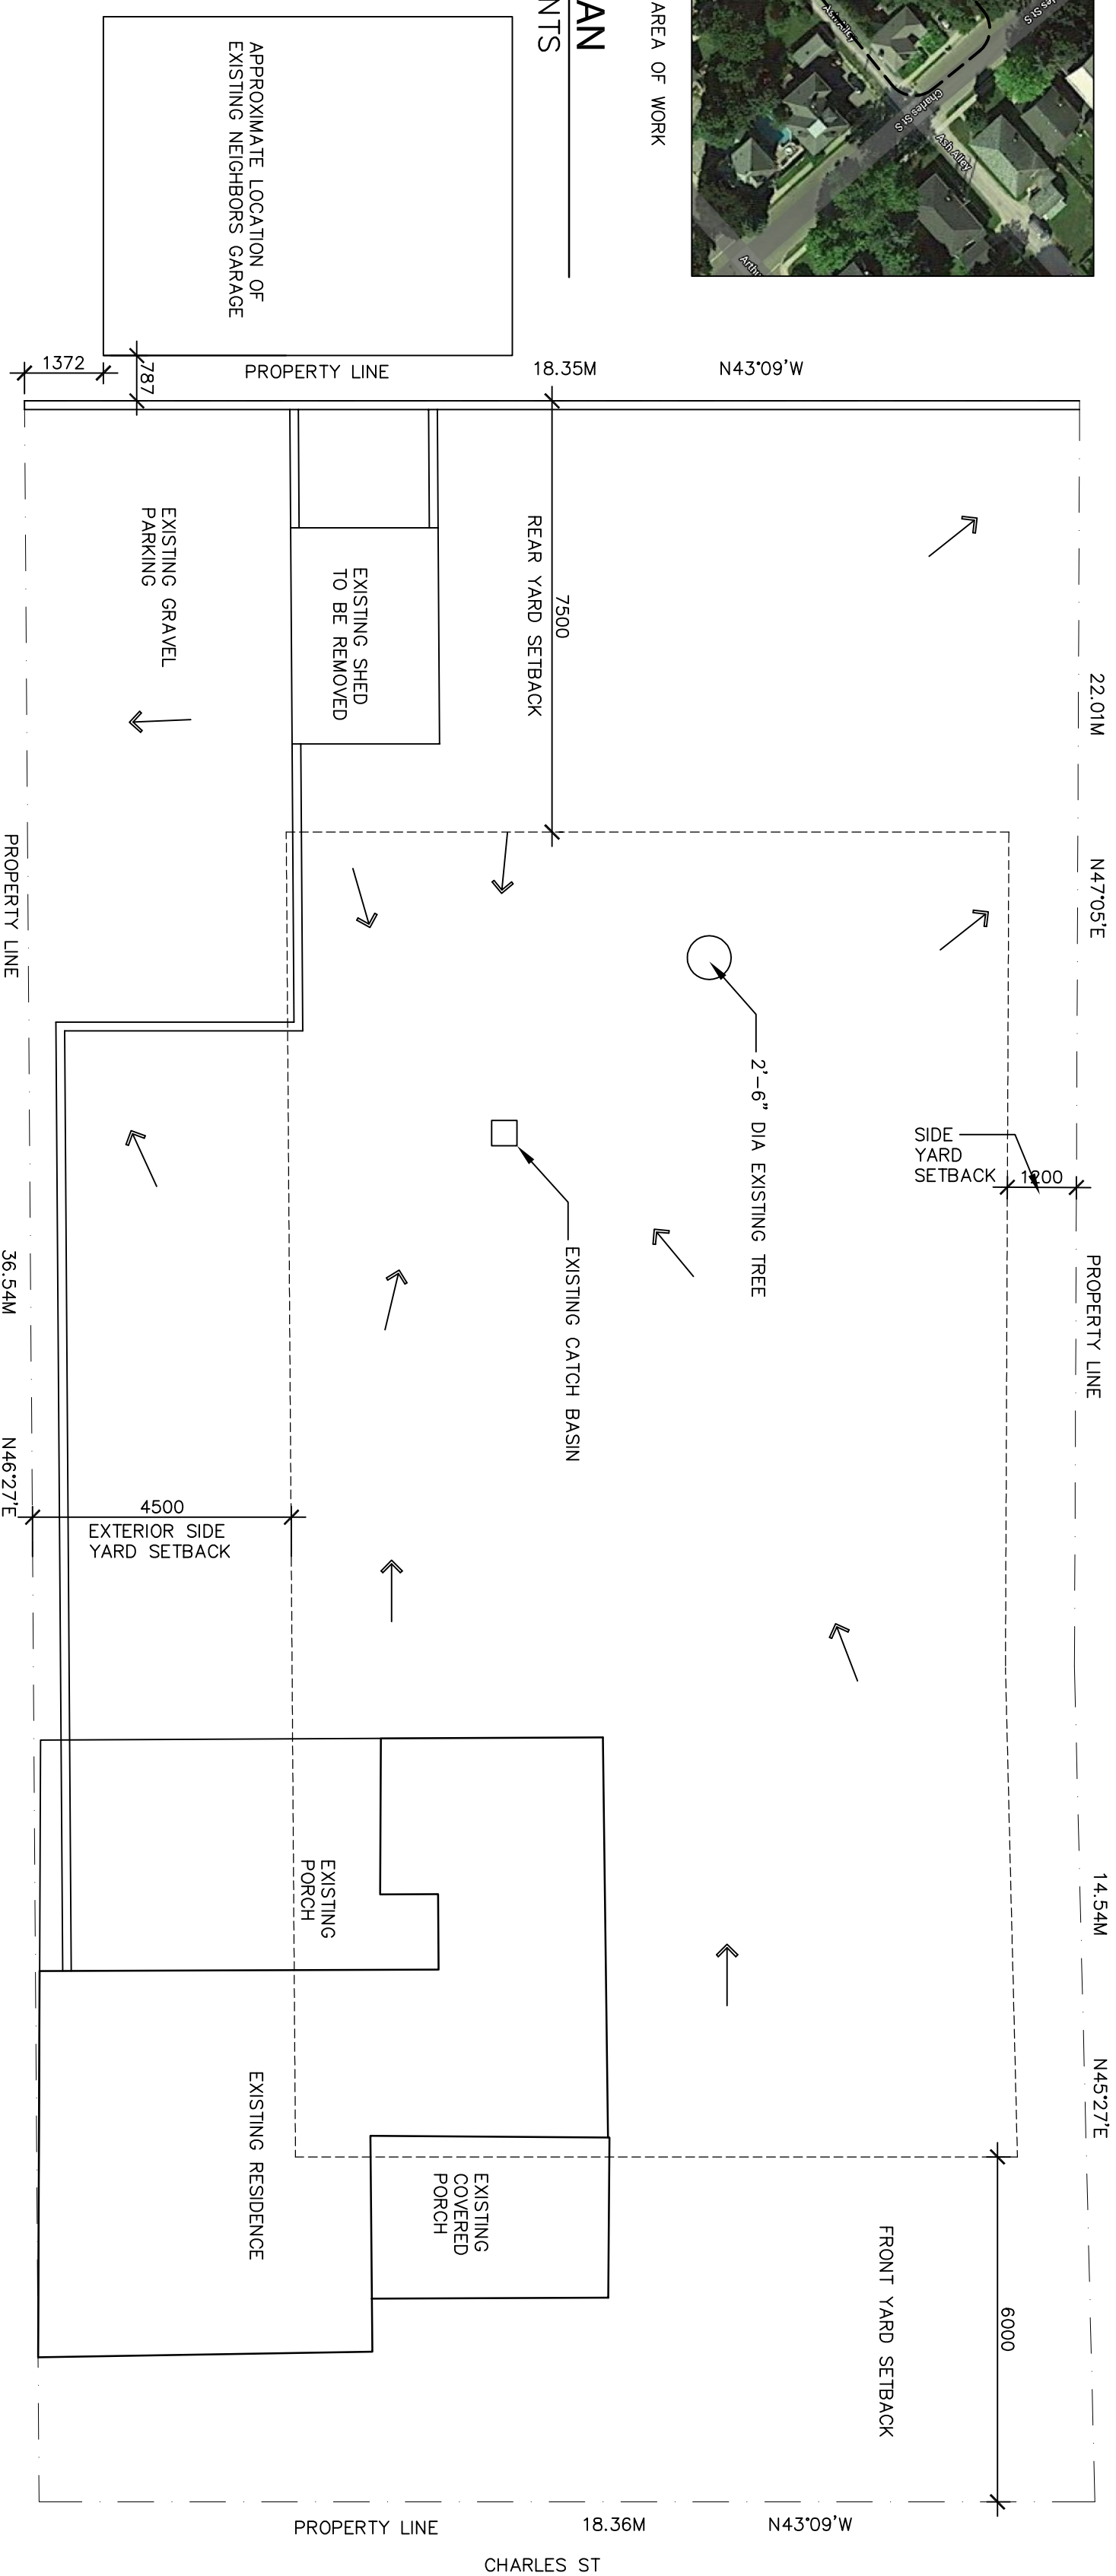 Ash Alley
Charles St S
Ash Alley
AREA OF WORK
AN
NTS
APPROXIMATE LOCATION OF
EXISTING NEIGHBORS GARAGE
1372
787
PROPERTY LINE
18.35M
N43°09'W
EXISTING GRAVEL
PARKING
EXISTING SHED
TO BE REMOVED
REAR YARD SETBACK
7500
22.01M
N47°05'E
PROPERTY LINE
2'-6" DIA EXISTING TREE
SIDE
YARD
SETBACK
1200
PROPERTY LINE
EXISTING CATCH BASIN
36.54M
N46°27'E
4500
EXTERIOR SIDE
YARD SETBACK
EXISTING
PORCH
14.54M
N45°27'E
EXISTING RESIDENCE
EXISTING
COVERED
PORCH
FRONT YARD SETBACK
6000
PROPERTY LINE
18.36M
N43°09'W
CHARLES ST